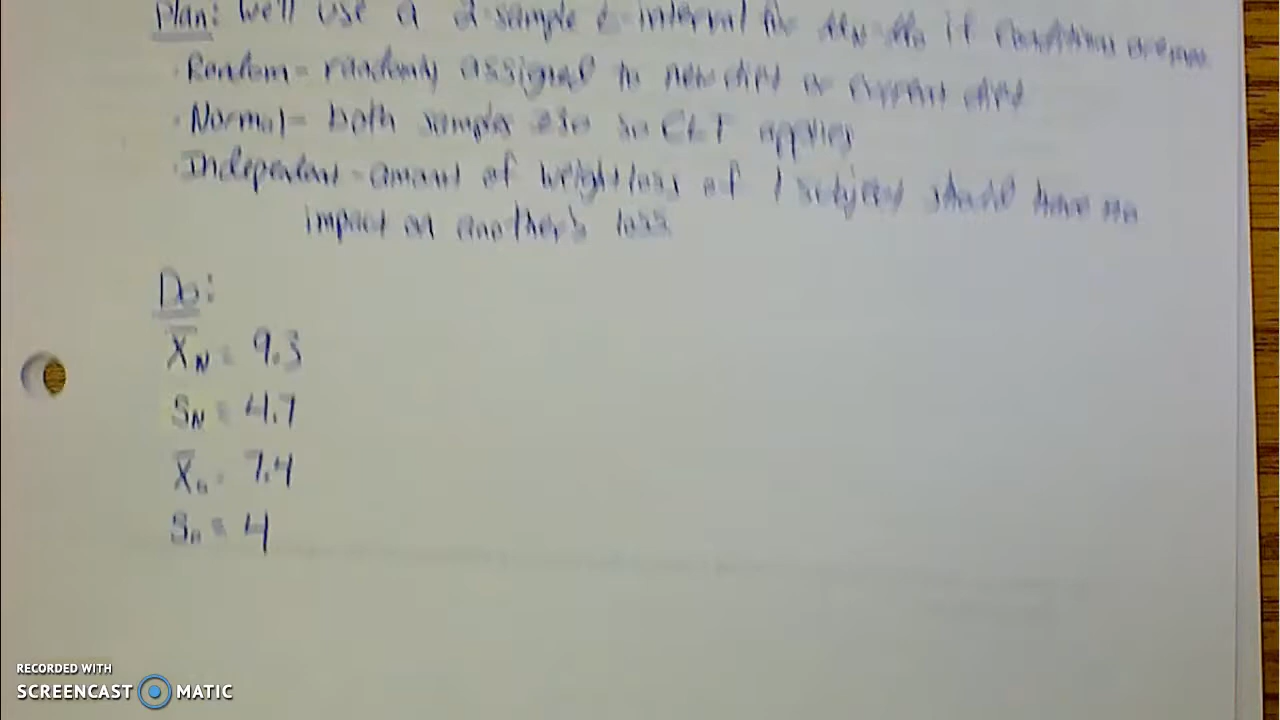 Plan: We'll use a 2-sample t-interval for μN-μ if conditions are met
· Random = randomly assigned to new diet or current diet
· Normal = both samples ≥30 so CLT applies
· Independent - amount of weight loss of 1 subject should have no
impact on another's loss
Do:
x̄N = 9.3
SN = 4.7
x̄ = 7.4
S = 4
RECORDED WITH
SCREENCAST MATIC